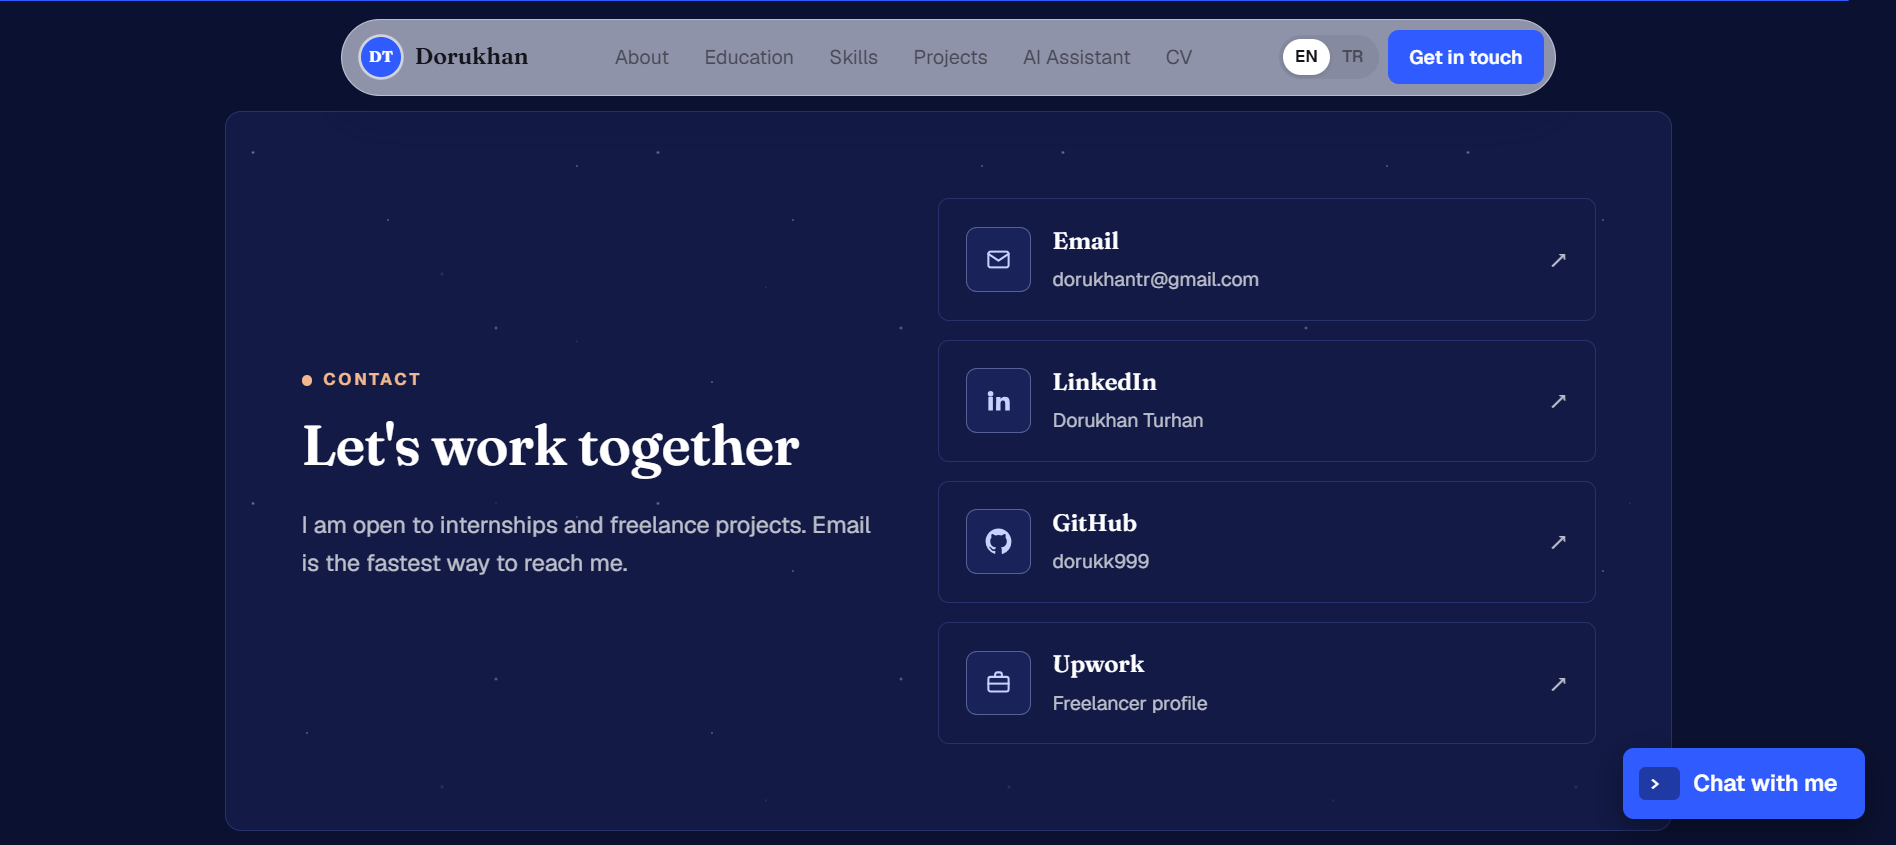 DT Dorukhan About Education Skills Projects AI Assistant CV EN TR Get in touch
CONTACT
Let's work together
I am open to internships and freelance projects. Email
is the fastest way to reach me.
Email
dorukhantr@gmail.com
LinkedIn
Dorukhan Turhan
GitHub
dorukk999
Upwork
Freelancer profile
Chat with me